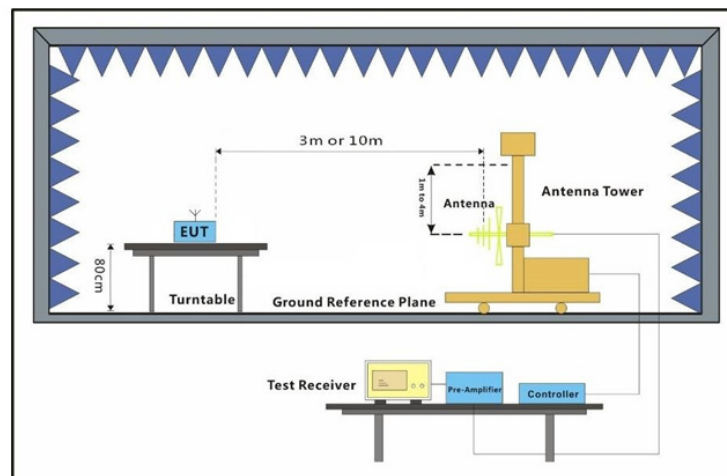 3m or 10m
1m to 4m
Antenna
Antenna Tower
EUT
80cm
Turntable
Ground Reference Plane
Test Receiver
Pre-Amplifier
Controller